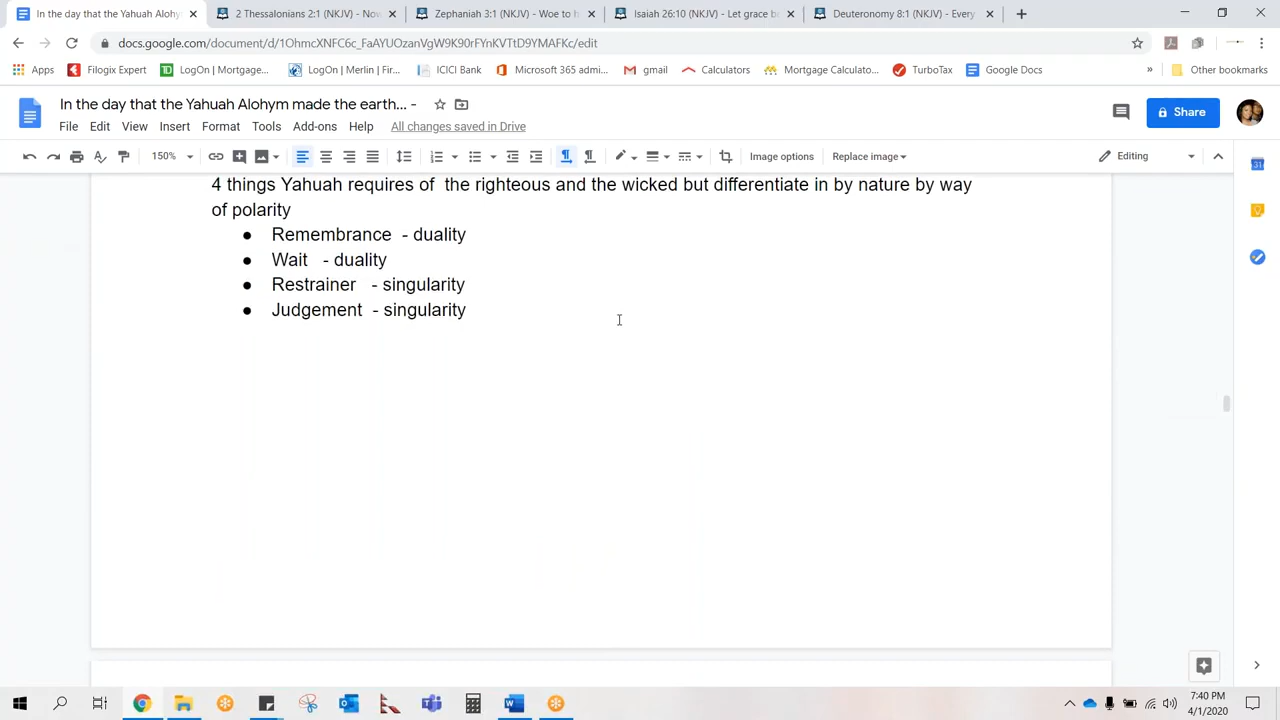 In the day that the Yahuah Alohy
2 Thessalonians 2:1 (NKJV) - Nov
Zephaniah 3:1 (NKJV) - Woe to h
Isaiah 26:10 (NKJV) - Let grace b
Deuteronomy 8:1 (NKJV) - Every
docs.google.com/document/d/1OhmcXNFC6c_FaAYUOzanVgW9K90rFYnKVTtD9YMAFKc/edit
Apps
Filogix Expert
LogOn | Mortgage...
LogOn | Merlin | Fir...
ICICI Bank
Microsoft 365 admi...
gmail
Calculators
Mortgage Calculato...
TurboTax
Google Docs
»
Other bookmarks
In the day that the Yahuah Alohym made the earth... -
Share
File Edit View Insert Format Tools Add-ons Help All changes saved in Drive
150%
Image options
Replace image
Editing
31
4 things Yahuah requires of the righteous and the wicked but differentiate in by nature by way
of polarity
● Remembrance - duality
● Wait - duality
● Restrainer - singularity
● Judgement - singularity
7:40 PM
4/1/2020